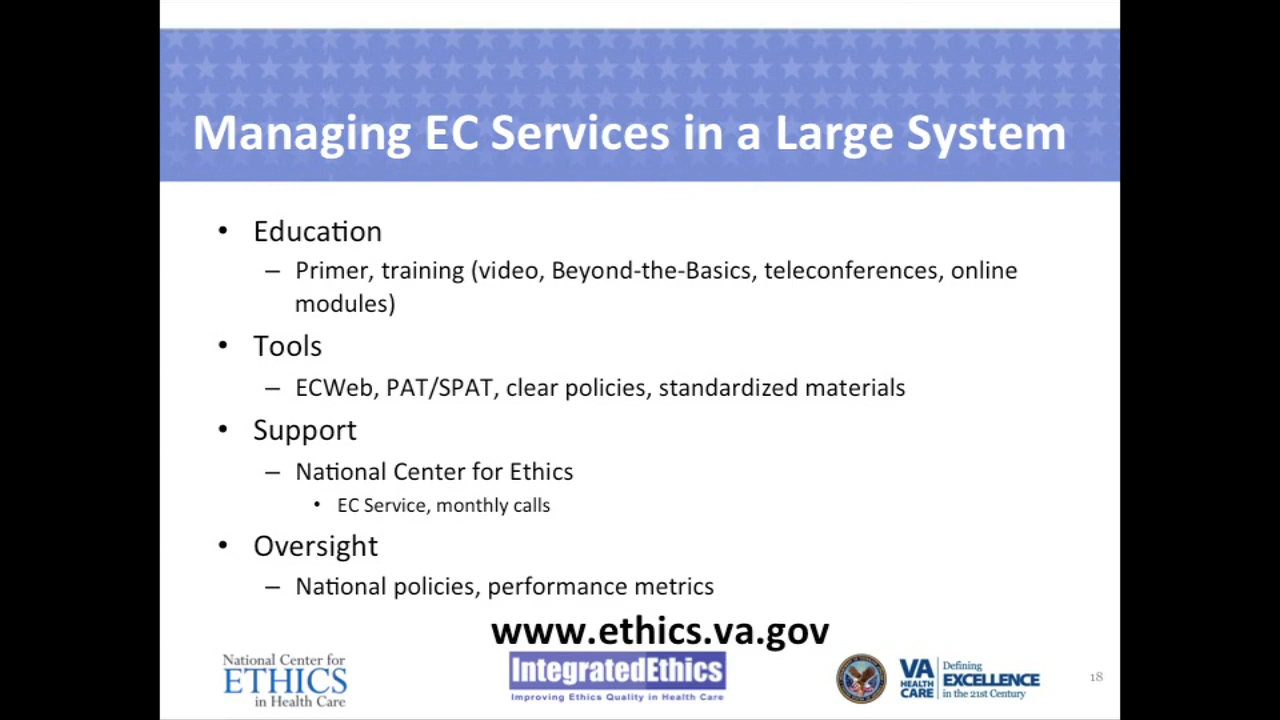 Managing EC Services in a Large System
• Education
– Primer, training (video, Beyond-the-Basics, teleconferences, online
modules)
• Tools
– ECWeb, PAT/SPAT, clear policies, standardized materials
• Support
– National Center for Ethics
• EC Service, monthly calls
• Oversight
– National policies, performance metrics
www.ethics.va.gov
National Center for
ETHICS
in Health Care
IntegratedEthics
Improving Ethics Quality in Health Care
VA
HEALTH
CARE
Defining
EXCELLENCE
in the 21st Century
18